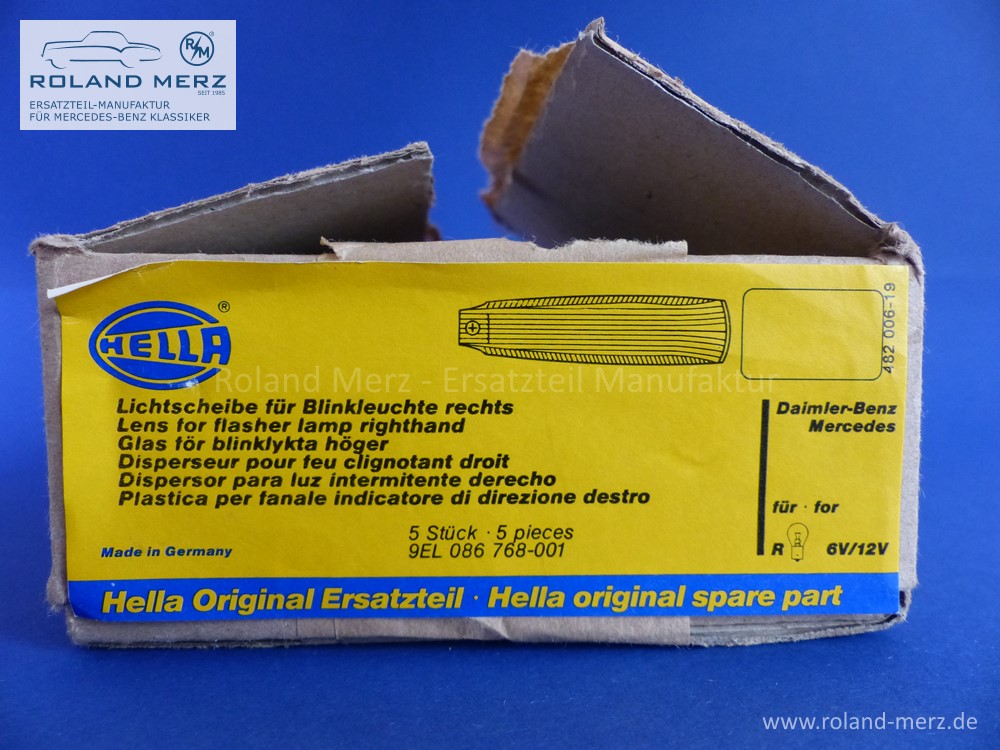 ROLAND MERZ
R/M
SEIT 1985
ERSATZTEIL-MANUFAKTUR
FÜR MERCEDES-BENZ KLASSIKER
HELLA ®
482 006-19
Roland Merz - Ersatzteil Manufaktur
Lichtscheibe für Blinkleuchte rechts
Lens for flasher lamp righthand
Glas för blinklykta höger
Disperseur pour feu clignotant droit
Dispersor para luz intermitente derecho
Plastica per fanale indicatore di direzione destro
5 Stück · 5 pieces
9EL 086 768-001
Made in Germany
Daimler-Benz
Mercedes
für · for
R 6V/12V
Hella Original Ersatzteil · Hella original spare part
www.roland-merz.de